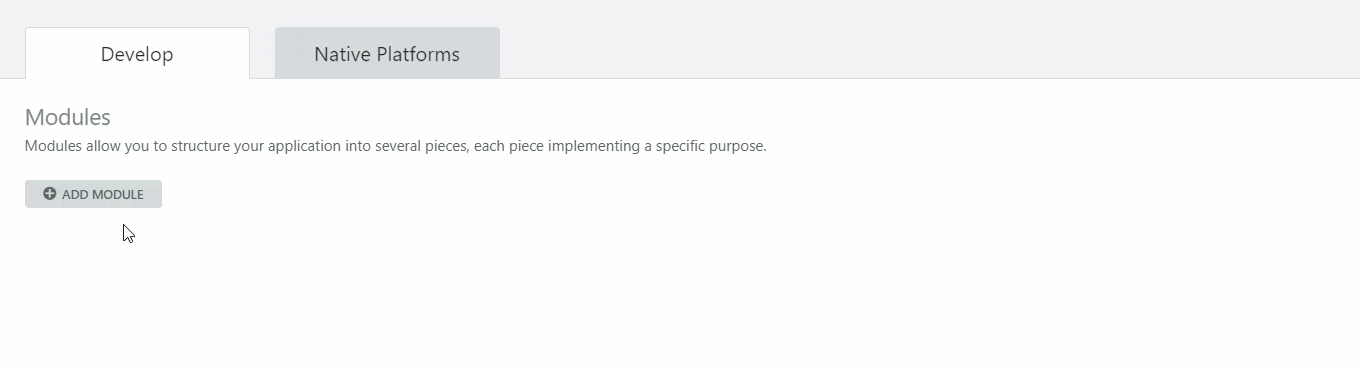 Develop
Native Platforms
Modules
Modules allow you to structure your application into several pieces, each piece implementing a specific purpose.
ADD MODULE